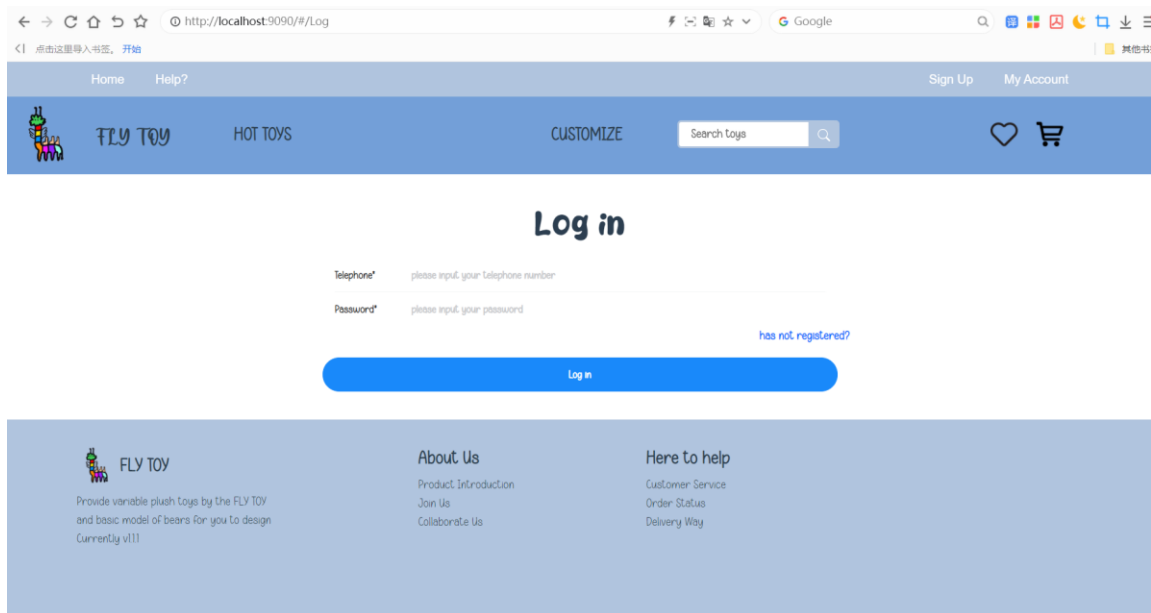 http://localhost:9090/#/Log
Google
点击这里导入书签。 开始
其他书
Home Help? Sign Up My Account
FLY TOY HOT TOYS CUSTOMIZE Search toys
Log in
Telephone* please input your telephone number
Password* please input your password
has not registered?
Log in
FLY TOY
Provide variable plush toys by the FLY TOY
and basic model of bears for you to design
Currently v1.1.1
About Us
Product Introduction
Join Us
Collaborate Us
Here to help
Customer Service
Order Status
Delivery Way